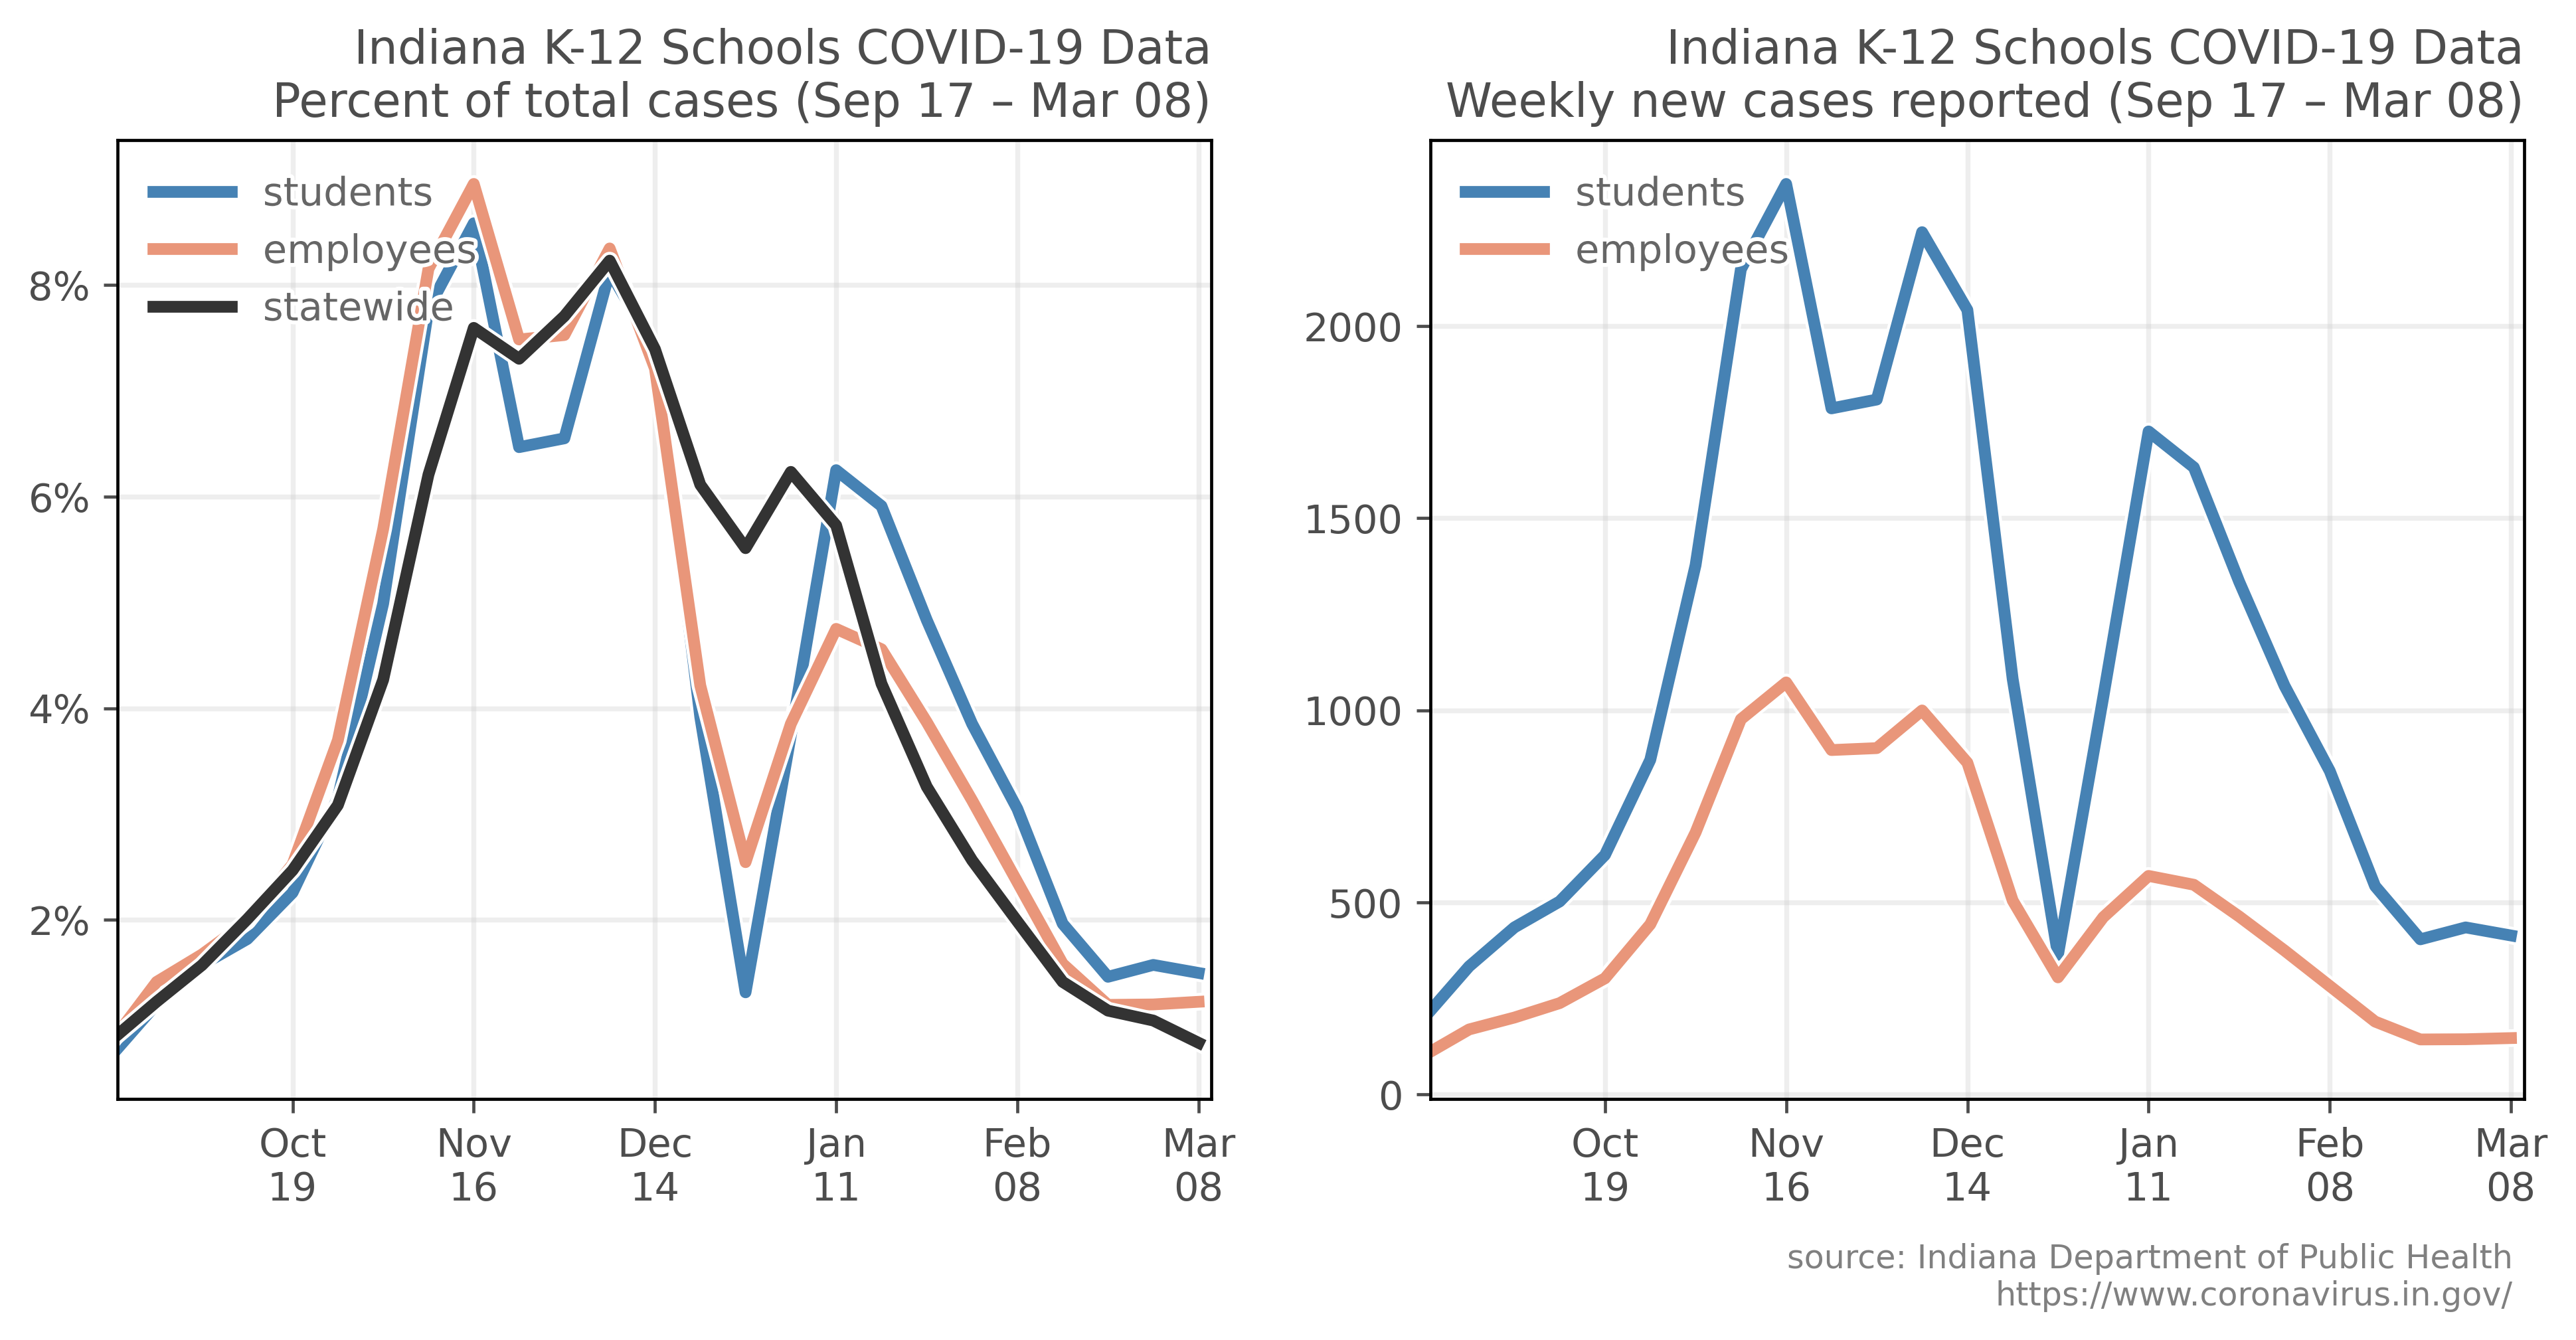 Indiana K-12 Schools COVID-19 Data
Percent of total cases (Sep 17 – Mar 08)
students
employees
statewide
8%
6%
4%
2%
Oct
19
Nov
16
Dec
14
Jan
11
Feb
08
Mar
08
Indiana K-12 Schools COVID-19 Data
Weekly new cases reported (Sep 17 – Mar 08)
students
employees
2000
1500
1000
500
0
Oct
19
Nov
16
Dec
14
Jan
11
Feb
08
Mar
08
source: Indiana Department of Public Health
https://www.coronavirus.in.gov/